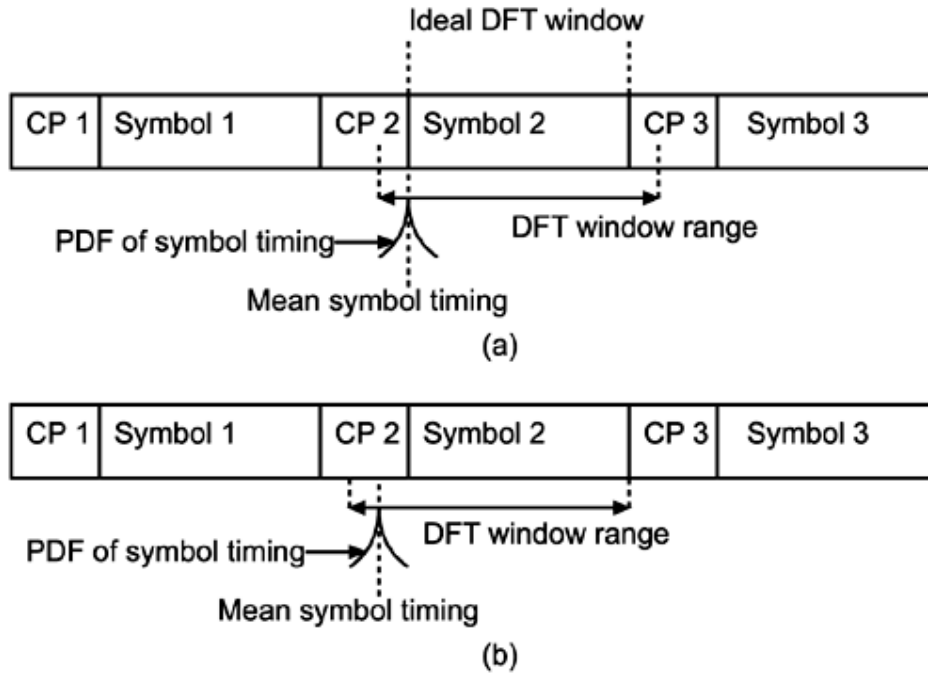 Ideal DFT window
CP 1 Symbol 1 CP 2 Symbol 2 CP 3 Symbol 3
DFT window range
PDF of symbol timing
Mean symbol timing
(a)
CP 1 Symbol 1 CP 2 Symbol 2 CP 3 Symbol 3
DFT window range
PDF of symbol timing
Mean symbol timing
(b)